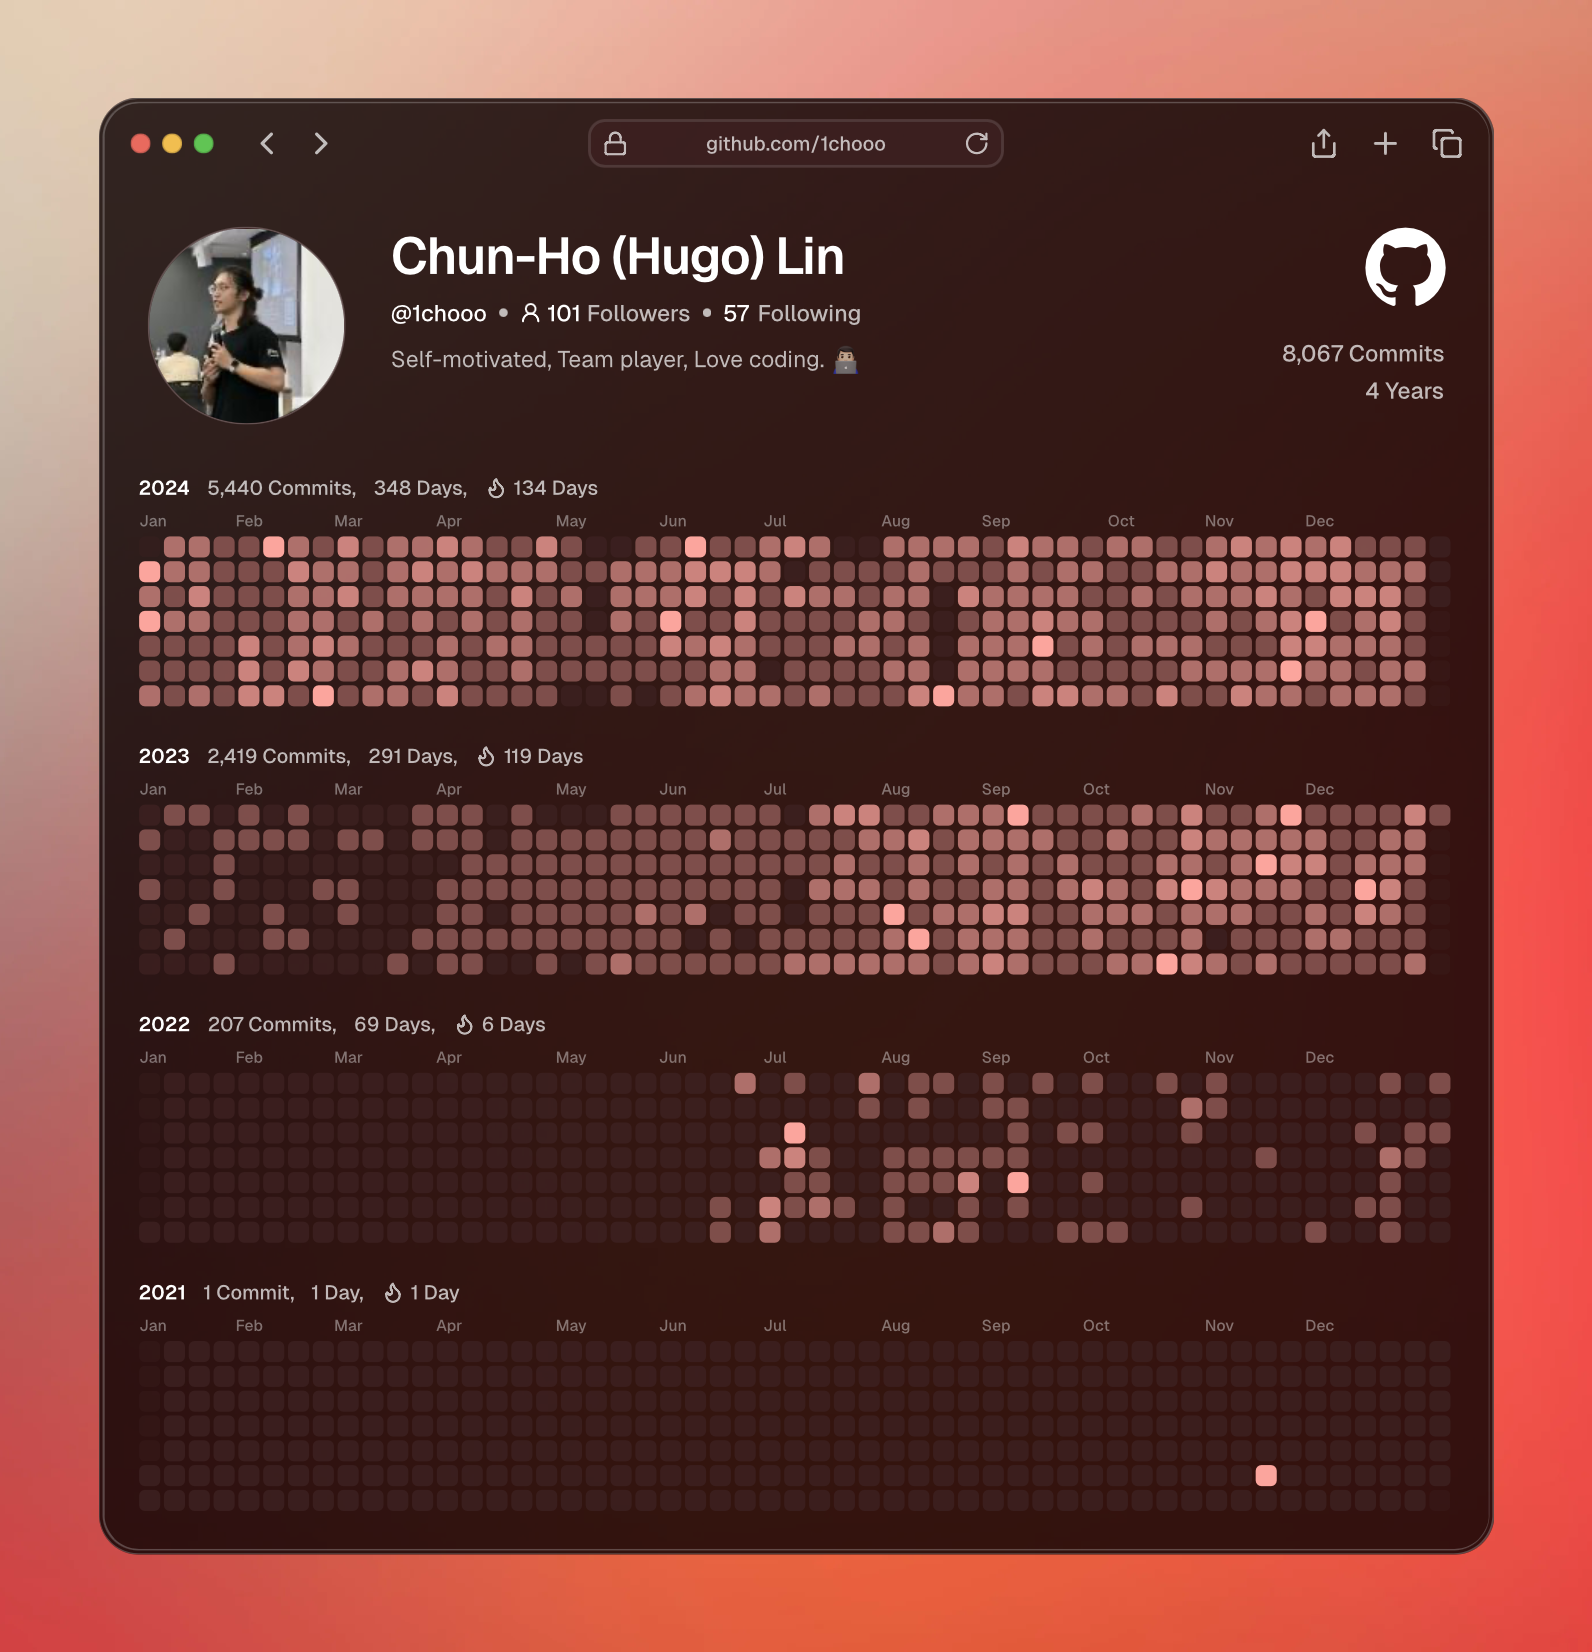 github.com/1chooo
Chun-Ho (Hugo) Lin
@1chooo • 101 Followers • 57 Following
Self-motivated, Team player, Love coding. 👨🏽‍💻
8,067 Commits
4 Years
2024 5,440 Commits, 348 Days, 134 Days
Jan Feb Mar Apr May Jun Jul Aug Sep Oct Nov Dec
2023 2,419 Commits, 291 Days, 119 Days
Jan Feb Mar Apr May Jun Jul Aug Sep Oct Nov Dec
2022 207 Commits, 69 Days, 6 Days
Jan Feb Mar Apr May Jun Jul Aug Sep Oct Nov Dec
2021 1 Commit, 1 Day, 1 Day
Jan Feb Mar Apr May Jun Jul Aug Sep Oct Nov Dec